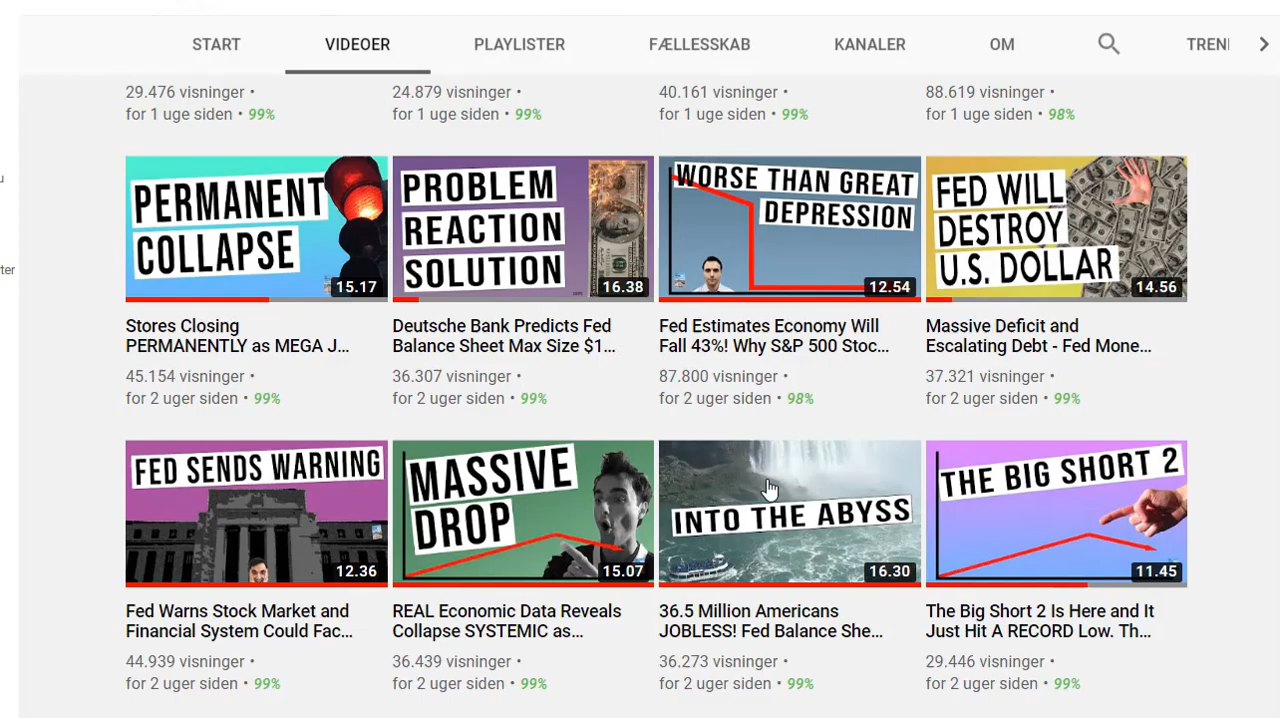 START VIDEOER PLAYLISTER FÆLLESSKAB KANALER OM
29.476 visninger •
for 1 uge siden • 99%
24.879 visninger •
for 1 uge siden • 99%
40.161 visninger •
for 1 uge siden • 99%
88.619 visninger •
for 1 uge siden • 98%
PERMANENT
COLLAPSE
15.17
Stores Closing
PERMANENTLY as MEGA J...
45.154 visninger •
for 2 uger siden • 99%
PROBLEM
REACTION
SOLUTION
16.38
Deutsche Bank Predicts Fed
Balance Sheet Max Size $1...
36.307 visninger •
for 2 uger siden • 99%
WORSE THAN GREAT
DEPRESSION
12.54
Fed Estimates Economy Will
Fall 43%! Why S&P 500 Stoc...
87.800 visninger •
for 2 uger siden • 98%
FED WILL
DESTROY
U.S. DOLLAR
14.56
Massive Deficit and
Escalating Debt - Fed Mone...
37.321 visninger •
for 2 uger siden • 99%
FED SENDS WARNING
12.36
Fed Warns Stock Market and
Financial System Could Fac...
44.939 visninger •
for 2 uger siden • 99%
MASSIVE
DROP
15.07
REAL Economic Data Reveals
Collapse SYSTEMIC as...
36.439 visninger •
for 2 uger siden • 99%
INTO THE ABYSS
16.30
36.5 Million Americans
JOBLESS! Fed Balance She...
36.273 visninger •
for 2 uger siden • 99%
THE BIG SHORT 2
11.45
The Big Short 2 Is Here and It
Just Hit A RECORD Low. Th...
29.446 visninger •
for 2 uger siden • 99%